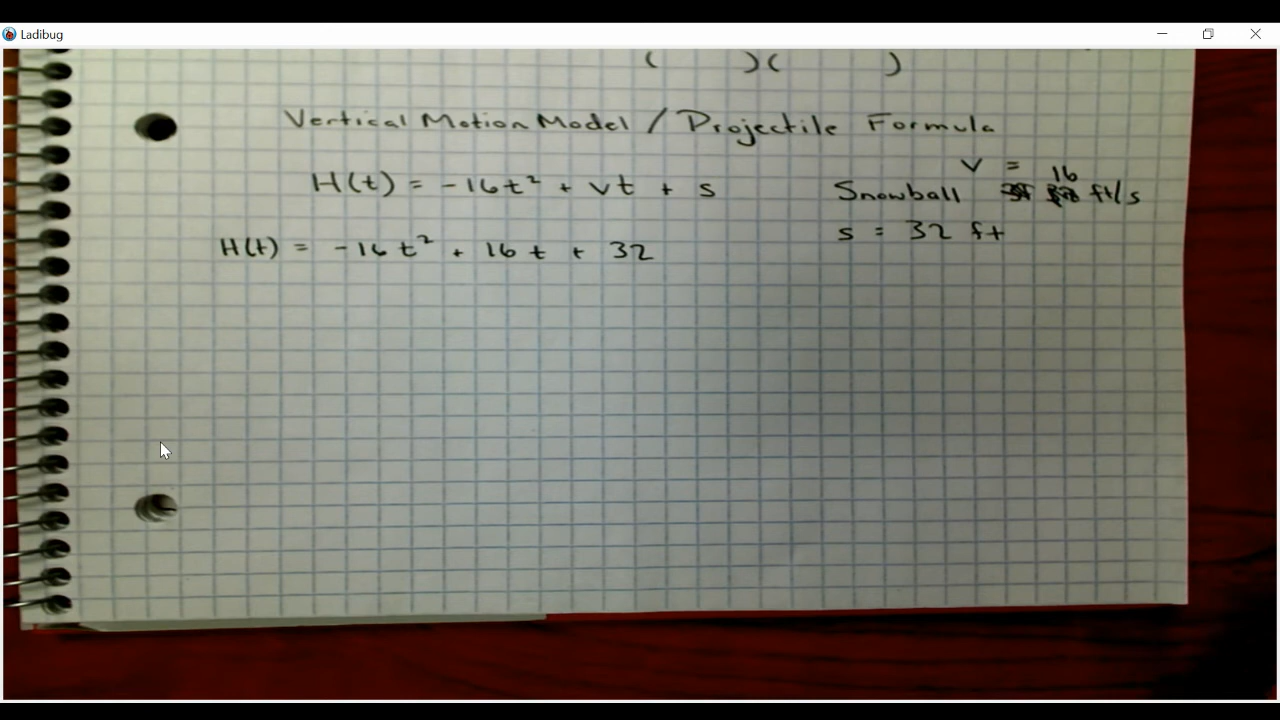 Ladibug
( )( )
Vertical Motion Model / Projectile Formula
H(t) = -16t² + vt + s
v = 16
Snowball ft/s
s = 32 ft
H(t) = -16t² + 16t + 32